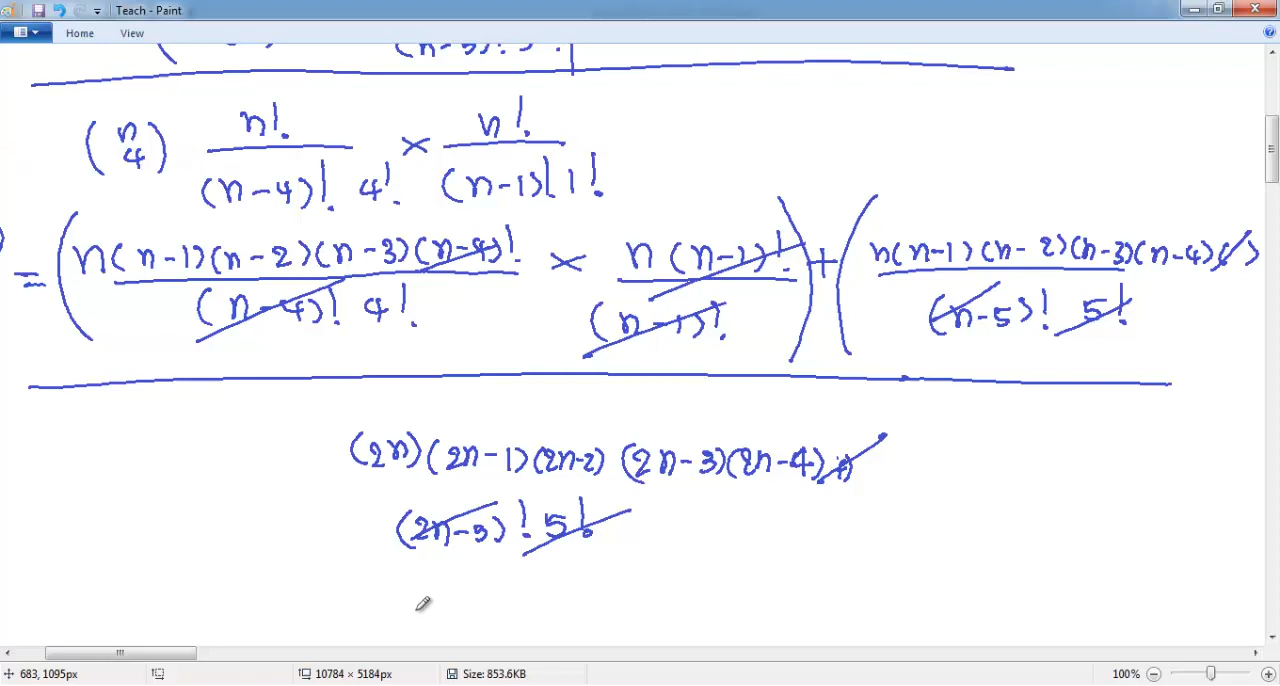 Teach - Paint
Home View
(n-5)! 5!
(n 4) n! / (n-4)! 4! × n! / (n-1)! 1!
= (n(n-1)(n-2)(n-3)(n-4)! / (n-4)! 4! × n(n-1)! / (n-1)!) + (n(n-1)(n-2)(n-3)(n-4) / (n-5)! 5!
(2n)(2n-1)(2n-2)(2n-3)(2n-4)
(2n-5)! 5!
683, 1095px 10784 × 5184px Size: 853.6KB 100%